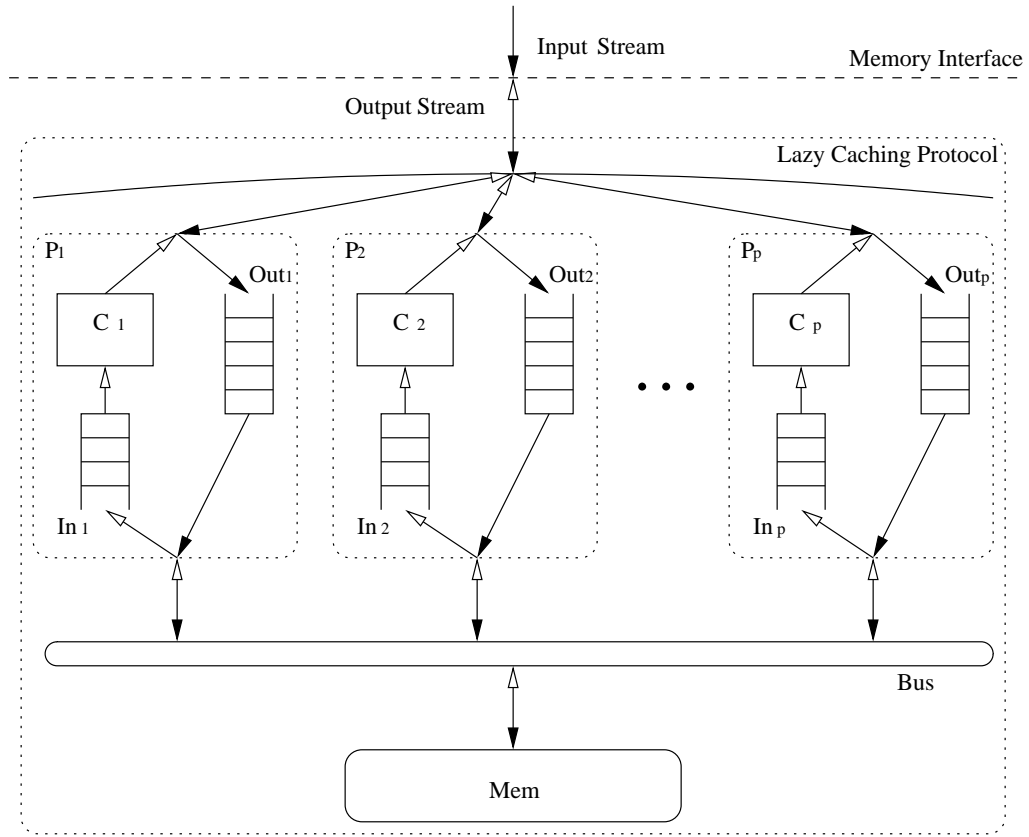 Input Stream
Memory Interface
Output Stream
Lazy Caching Protocol
P1
P2
Pp
Out1
Out2
Outp
C 1
C 2
C p
In 1
In 2
In p
Bus
Mem